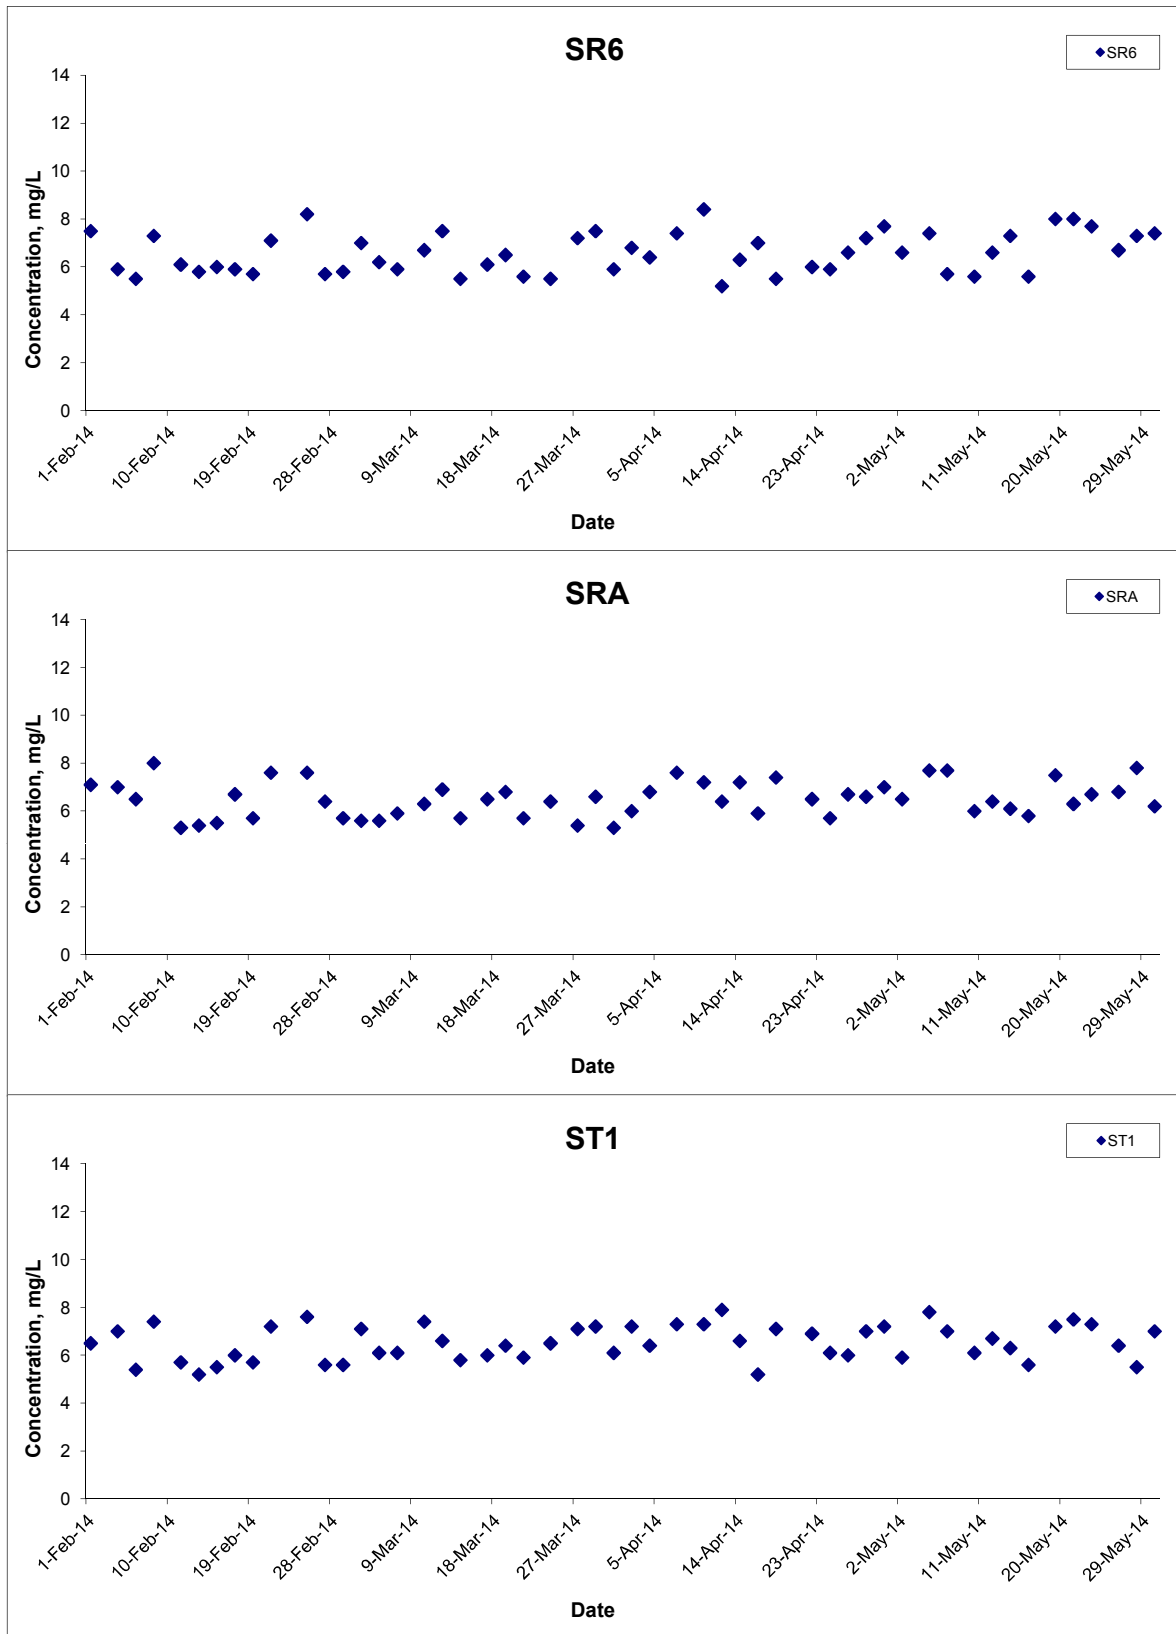 SR6
SR6
14
12
10
8
6
4
2
0
Concentration, mg/L
1-Feb-14
10-Feb-14
19-Feb-14
28-Feb-14
9-Mar-14
18-Mar-14
27-Mar-14
5-Apr-14
14-Apr-14
23-Apr-14
2-May-14
11-May-14
20-May-14
29-May-14
Date
SRA
SRA
14
12
10
8
6
4
2
0
Concentration, mg/L
1-Feb-14
10-Feb-14
19-Feb-14
28-Feb-14
9-Mar-14
18-Mar-14
27-Mar-14
5-Apr-14
14-Apr-14
23-Apr-14
2-May-14
11-May-14
20-May-14
29-May-14
Date
ST1
ST1
14
12
10
8
6
4
2
0
Concentration, mg/L
1-Feb-14
10-Feb-14
19-Feb-14
28-Feb-14
9-Mar-14
18-Mar-14
27-Mar-14
5-Apr-14
14-Apr-14
23-Apr-14
2-May-14
11-May-14
20-May-14
29-May-14
Date